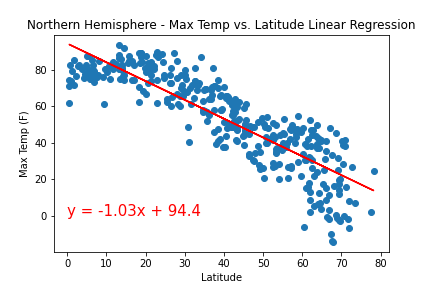 Northern Hemisphere - Max Temp vs. Latitude Linear Regression
Max Temp (F)
80
60
40
20
0
y = -1.03x + 94.4
0 10 20 30 40 50 60 70 80
Latitude